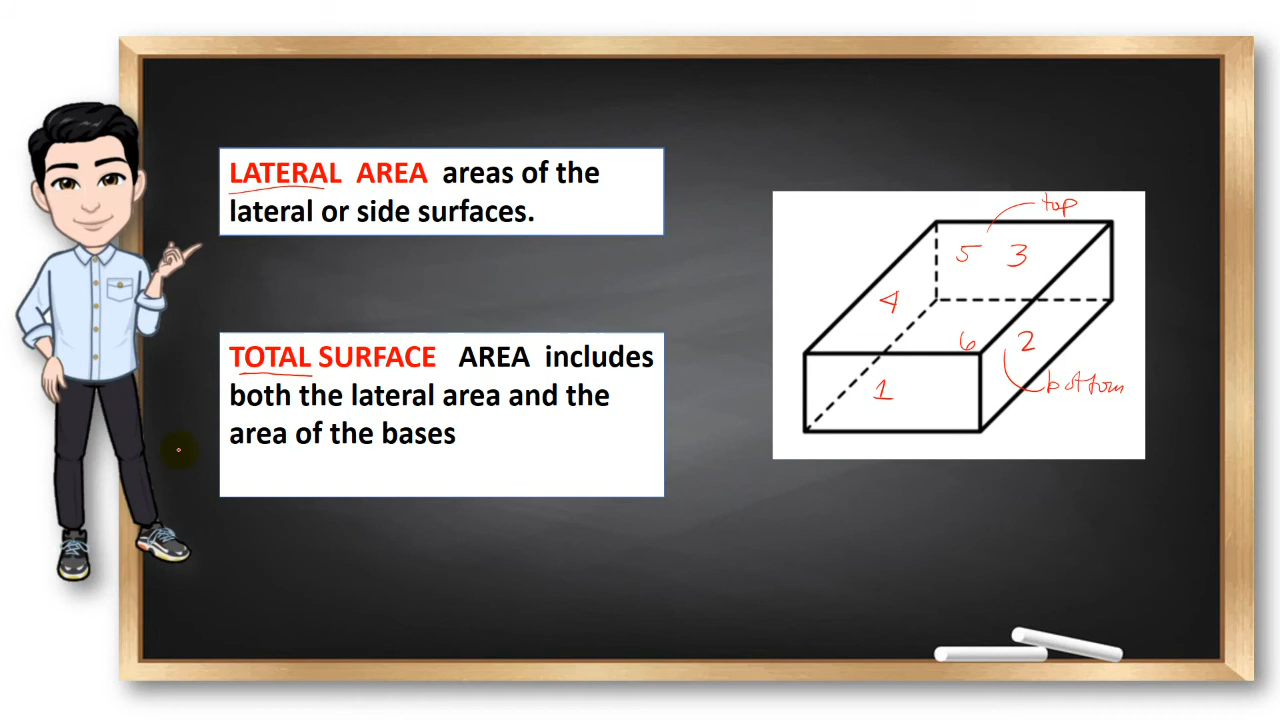 LATERAL AREA areas of the
lateral or side surfaces.
TOTAL SURFACE AREA includes
both the lateral area and the
area of the bases
top
5 3
4
6 2
1
bottom